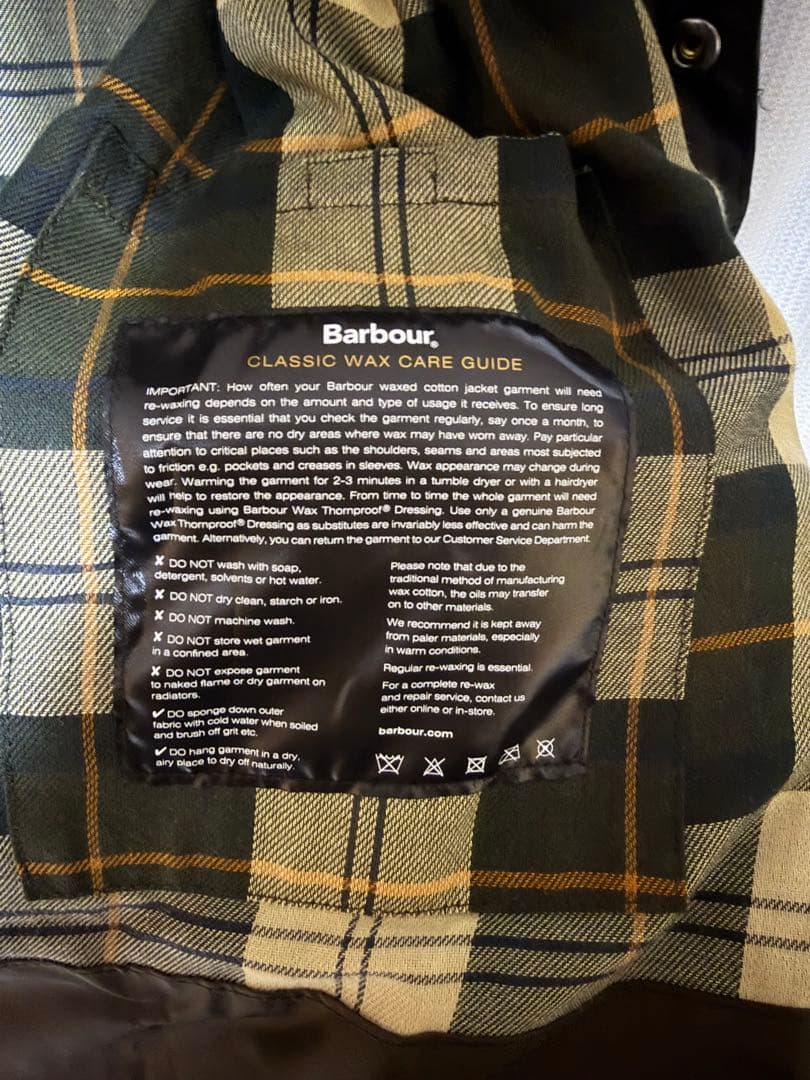 Barbour®
CLASSIC WAX CARE GUIDE
IMPORTANT: How often your Barbour waxed cotton jacket garment will need
re-waxing depends on the amount and type of usage it receives. To ensure long
service it is essential that you check the garment regularly, say once a month, to
ensure that there are no dry areas where wax may have worn away. Pay particular
attention to critical places such as the shoulders, seams and areas most subjected
to friction e.g. pockets and creases in sleeves. Wax appearance may change during
wear. Warming the garment for 2-3 minutes in a tumble dryer or with a hairdryer
will help to restore the appearance. From time to time the whole garment will need
re-waxing using Barbour Wax Thornproof® Dressing. Use only a genuine Barbour
Wax Thornproof® Dressing as substitutes are invariably less effective and can harm the
garment. Alternatively, you can return the garment to our Customer Service Department.
✘ DO NOT wash with soap,
detergent, solvents or hot water.
✘ DO NOT dry clean, starch or iron.
✘ DO NOT machine wash.
✘ DO NOT store wet garment
in a confined area.
✘ DO NOT expose garment
to naked flame or dry garment on
radiators.
✔ DO sponge down outer
fabric with cold water when soiled
and brush off grit etc.
✔ DO hang garment in a dry,
airy place to dry off naturally.
Please note that due to the
traditional method of manufacturing
wax cotton, the oils may transfer
on to other materials.
We recommend it is kept away
from paler materials, especially
in warm conditions.
Regular re-waxing is essential.
For a complete re-wax
and repair service, contact us
either online or in-store.
barbour.com